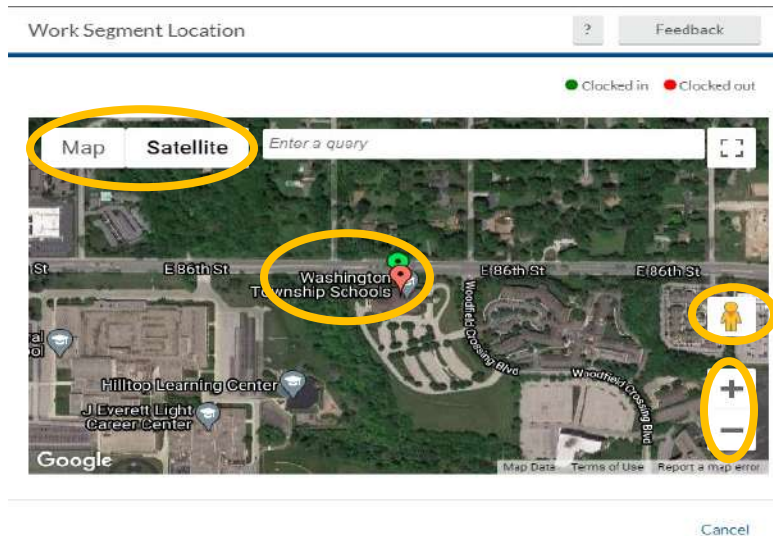 Work Segment Location
? Feedback
Clocked in Clocked out
Map Satellite Enter a query
St E 86th St E 86th St E 86th St
Washington
Township Schools
Woodfield Crossing Blvd
Woodfield Crossing Blvd
ral
ol
Hilltop Learning Center
J Everett Light
Career Center
+
−
Google
Map Data Terms of Use Report a map error
Cancel